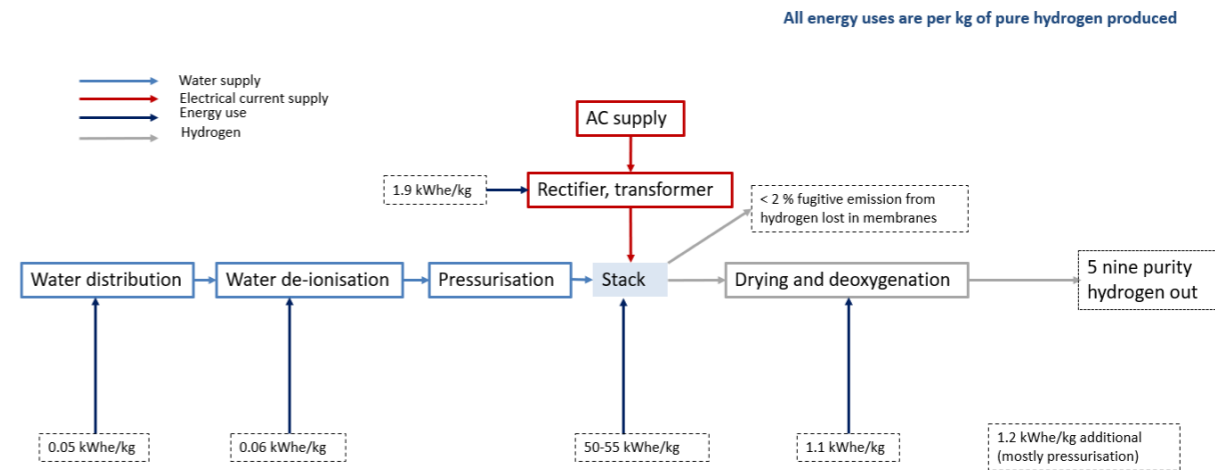 All energy uses are per kg of pure hydrogen produced
Water supply
Electrical current supply
Energy use
Hydrogen
AC supply
1.9 kWhe/kg
Rectifier, transformer
< 2 % fugitive emission from
hydrogen lost in membranes
Water distribution
Water de-ionisation
Pressurisation
Stack
Drying and deoxygenation
5 nine purity
hydrogen out
0.05 kWhe/kg
0.06 kWhe/kg
50-55 kWhe/kg
1.1 kWhe/kg
1.2 kWhe/kg additional
(mostly pressurisation)